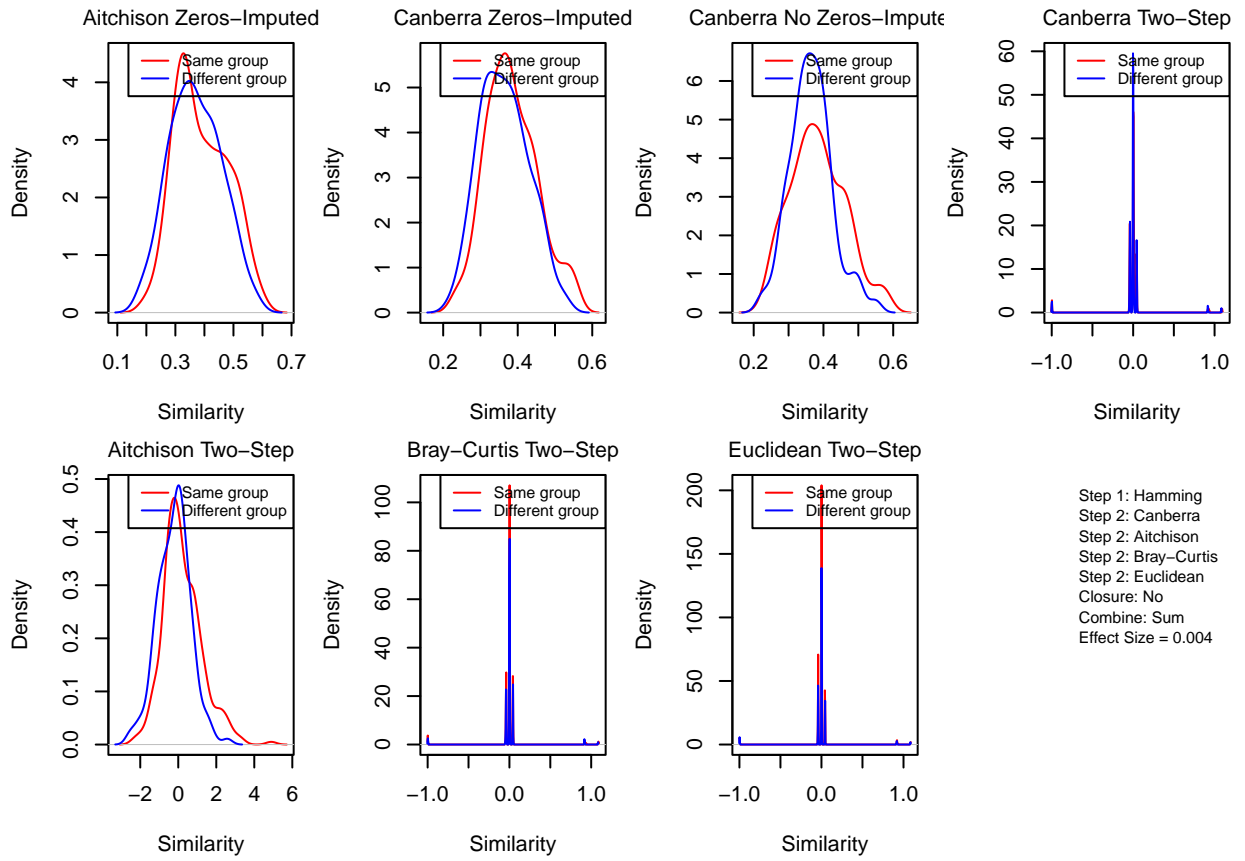 Aitchison Zeros−Imputed
Same group
Different group
Density
0
1
2
3
4
0.1
0.3
0.5
0.7
Similarity
Canberra Zeros−Imputed
Same group
Different group
Density
0
1
2
3
4
5
0.2
0.4
0.6
Similarity
Canberra No Zeros−Impute
Same group
Different group
Density
0
1
2
3
4
5
6
0.2
0.4
0.6
Similarity
Canberra Two−Step
Same group
Different group
Density
0
10
20
30
40
50
60
−1.0
0.0
1.0
Similarity
Aitchison Two−Step
Same group
Different group
Density
0.0
0.1
0.2
0.3
0.4
0.5
−2
0
2
4
6
Similarity
Bray−Curtis Two−Step
Same group
Different group
Density
0
20
40
60
80
100
−1.0
0.0
1.0
Similarity
Euclidean Two−Step
Same group
Different group
Density
0
50
100
150
200
−1.0
0.0
1.0
Similarity
Step 1: Hamming
Step 2: Canberra
Step 2: Aitchison
Step 2: Bray−Curtis
Step 2: Euclidean
Closure: No
Combine: Sum
Effect Size = 0.004